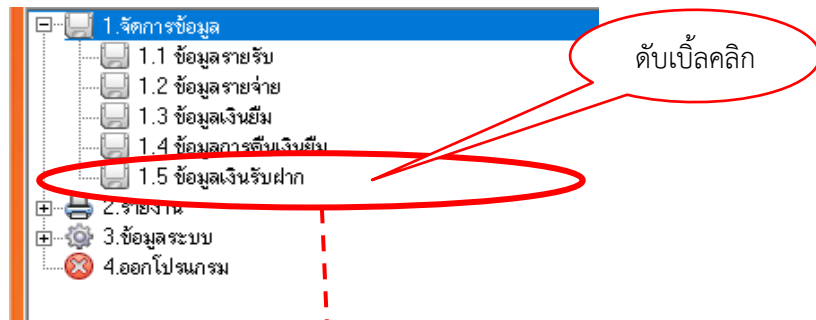 1.จัดการข้อมูล
1.1 ข้อมูลรายรับ
ดับเบิ้ลคลิก
1.2 ข้อมูลรายจ่าย
1.3 ข้อมูลเงินยืม
1.4 ข้อมูลการคืนเงินยืม
1.5 ข้อมูลเงินรับฝาก
2.รายงาน
3.ข้อมูลระบบ
4.ออกโปรแกรม